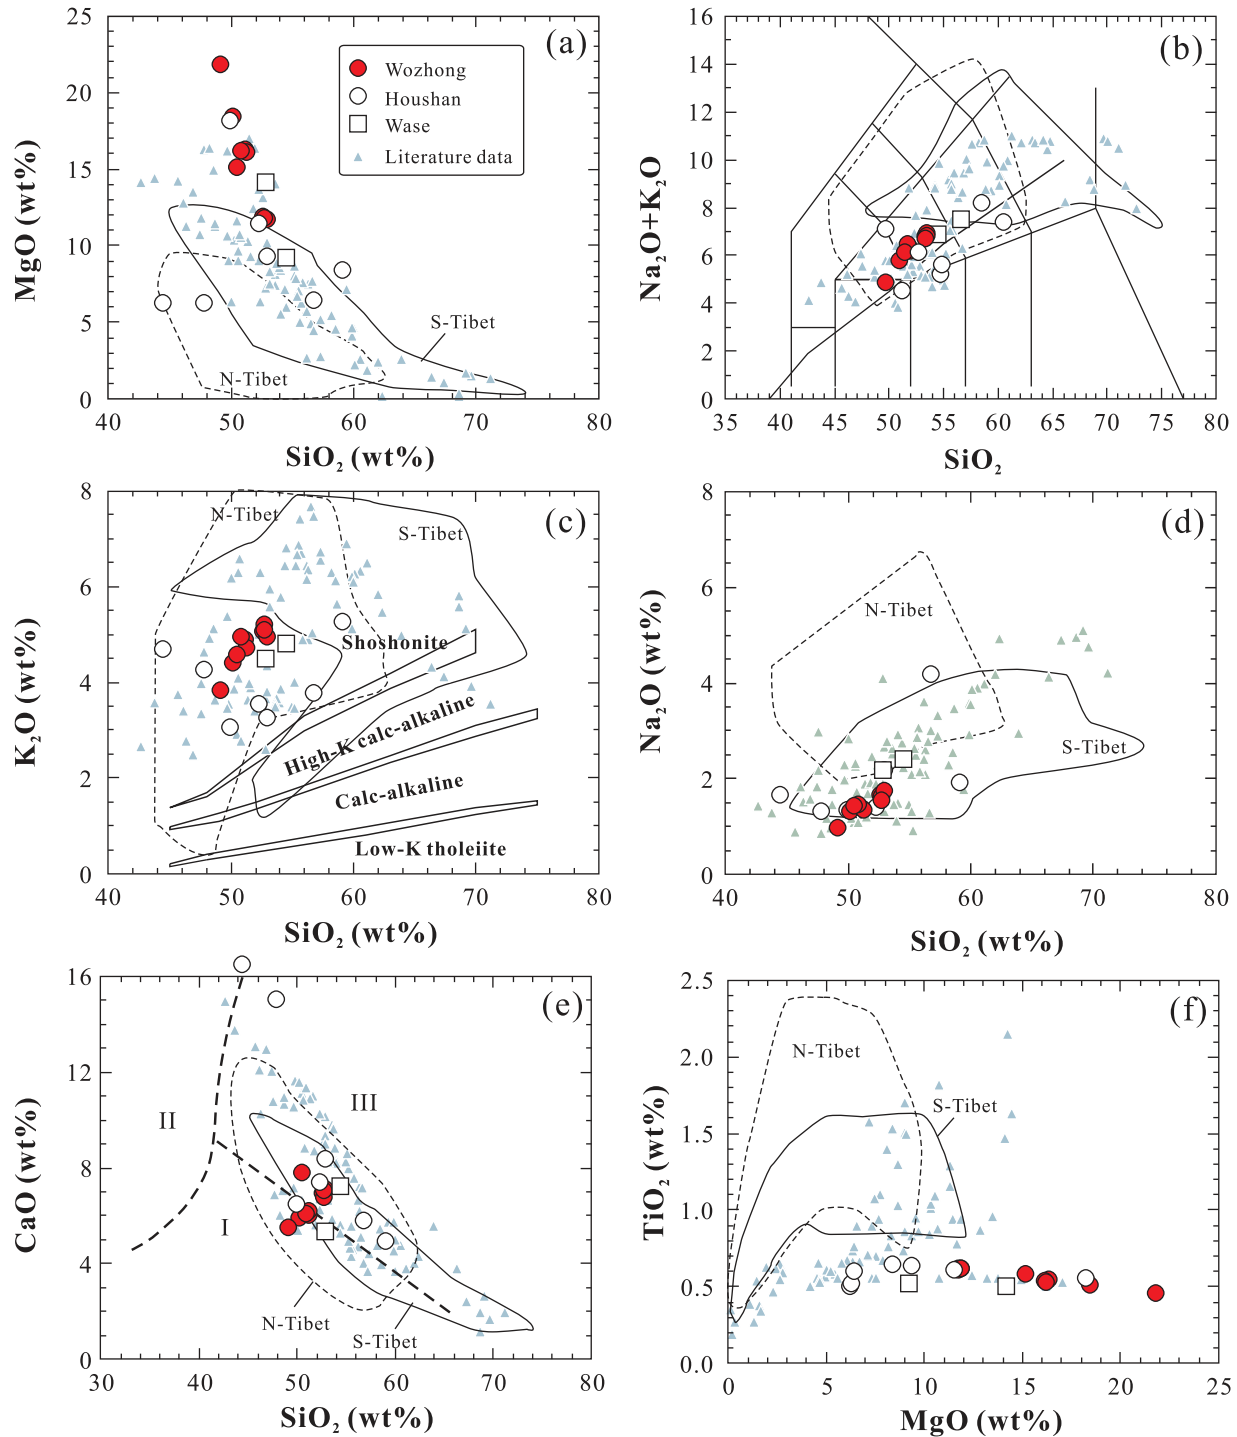 (a)
25
20
15
10
5
0
MgO (wt%)
Wozhong
Houshan
Wase
Literature data
S-Tibet
N-Tibet
40 50 60 70 80
SiO₂ (wt%)
(b)
16
14
12
10
8
6
4
2
0
Na₂O+K₂O
35 40 45 50 55 60 65 70 75 80
SiO₂
(c)
8
6
4
2
0
K₂O (wt%)
N-Tibet
S-Tibet
Shoshonite
High-K calc-alkaline
Calc-alkaline
Low-K tholeiite
40 50 60 70 80
SiO₂ (wt%)
(d)
8
6
4
2
0
Na₂O (wt%)
N-Tibet
S-Tibet
40 50 60 70 80
SiO₂ (wt%)
(e)
16
12
8
4
0
CaO (wt%)
II
III
I
N-Tibet
S-Tibet
30 40 50 60 70 80
SiO₂ (wt%)
(f)
2.5
2.0
1.5
1.0
0.5
0.0
TiO₂ (wt%)
N-Tibet
S-Tibet
0 5 10 15 20 25
MgO (wt%)